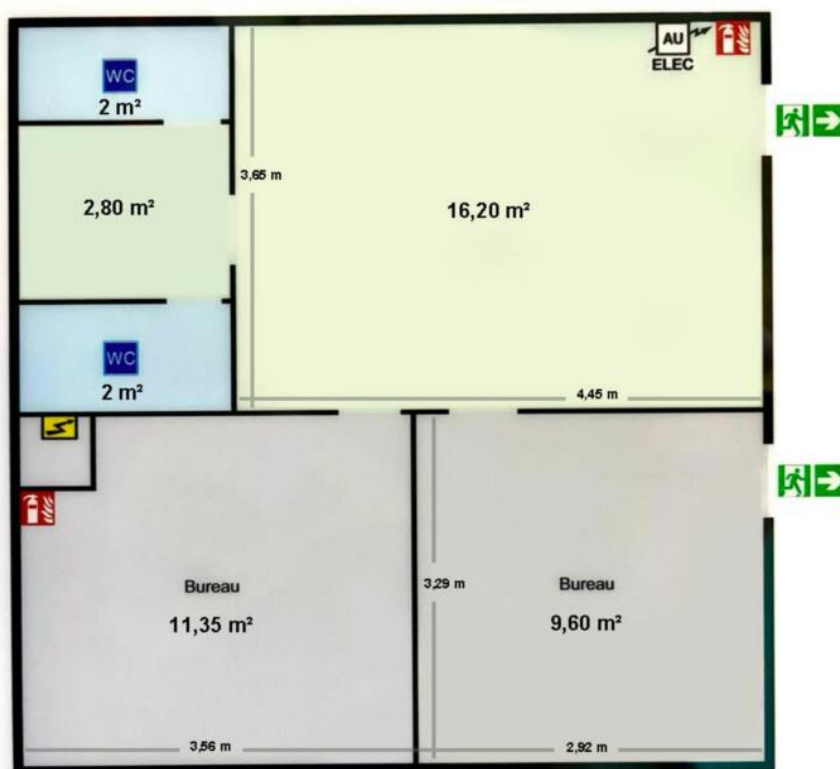 AU
ELEC
WC
2 m²
3,65 m
2,80 m²
16,20 m²
WC
2 m²
4,45 m
3,29 m
Bureau
11,35 m²
Bureau
9,60 m²
3,56 m
2,92 m